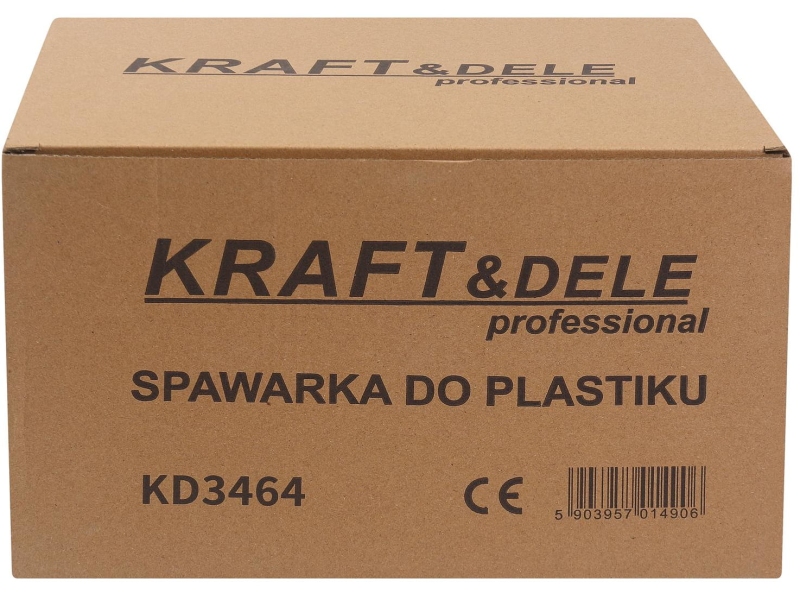 KRAFT&DELE
professional
KRAFT&DELE
professional
SPAWARKA DO PLASTIKU
KD3464
CE
5 903957 014906